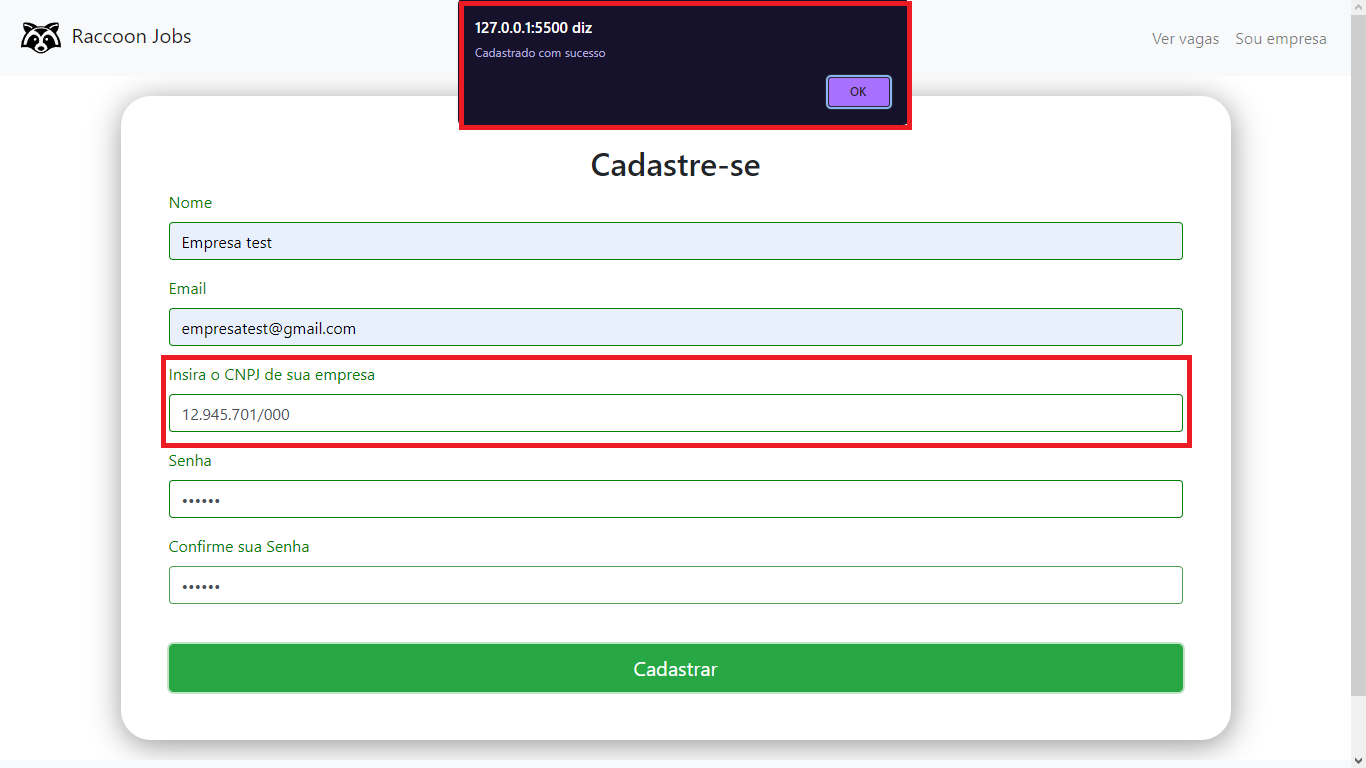 Raccoon Jobs
127.0.0.1:5500 diz
Cadastrado com sucesso
OK
Ver vagas
Sou empresa
Cadastre-se
Nome
Empresa test
Email
empresatest@gmail.com
Insira o CNPJ de sua empresa
12.945.701/000
Senha
••••••
Confirme sua Senha
••••••
Cadastrar